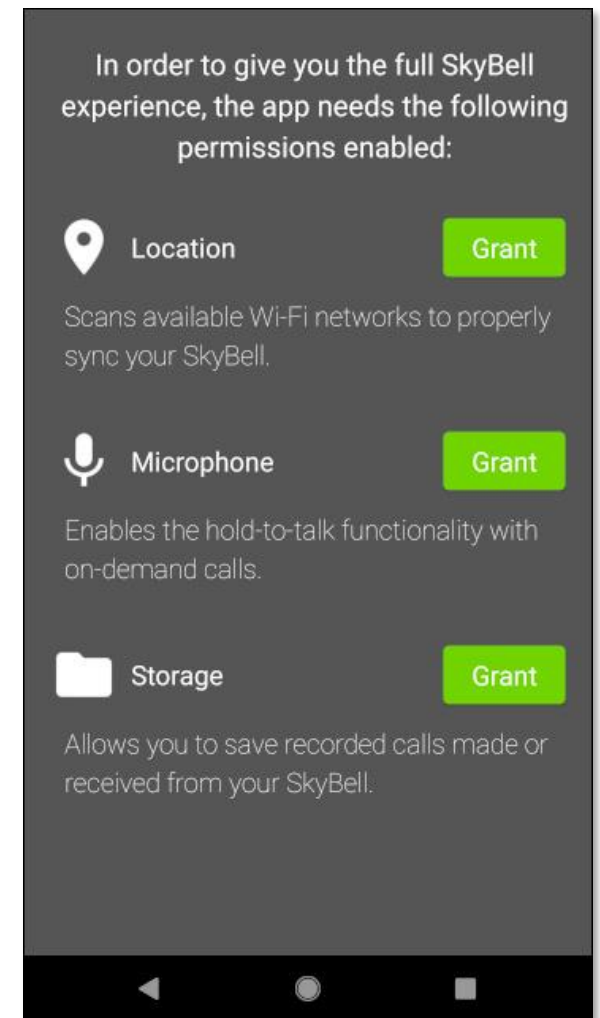 In order to give you the full SkyBell
experience, the app needs the following
permissions enabled:
Location
Grant
Scans available Wi-Fi networks to properly
sync your SkyBell.
Microphone
Grant
Enables the hold-to-talk functionality with
on-demand calls.
Storage
Grant
Allows you to save recorded calls made or
received from your SkyBell.